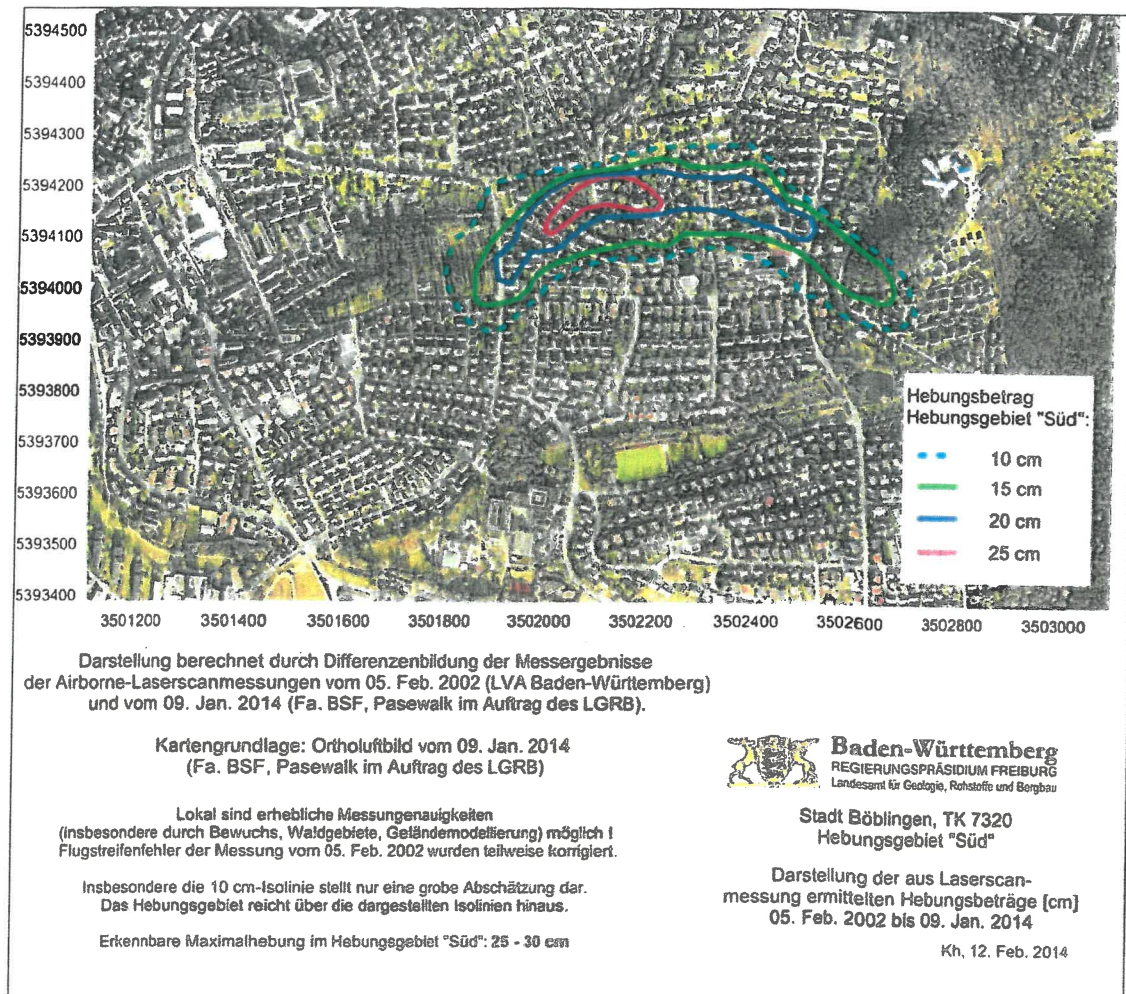 5394500
5394400
5394300
5394200
5394100
5394000
5393900
5393800
5393700
5393600
5393500
5393400
3501200 3501400 3501600 3501800 3502000 3502200 3502400 3502600 3502800 3503000
Hebungsbetrag
Hebungsgebiet "Süd":
10 cm
15 cm
20 cm
25 cm
Darstellung berechnet durch Differenzenbildung der Messergebnisse
der Airborne-Laserscanmessungen vom 05. Feb. 2002 (LVA Baden-Württemberg)
und vom 09. Jan. 2014 (Fa. BSF, Pasewalk im Auftrag des LGRB).
Kartengrundlage: Ortholuftbild vom 09. Jan. 2014
(Fa. BSF, Pasewalk im Auftrag des LGRB)
Lokal sind erhebliche Messungenauigkeiten
(insbesondere durch Bewuchs, Waldgebiete, Geländemodellierung) möglich !
Flugstreifenfehler der Messung vom 05. Feb. 2002 wurden teilweise korrigiert.
Insbesondere die 10 cm-Isolinie stellt nur eine grobe Abschätzung dar.
Das Hebungsgebiet reicht über die dargestellten Isolinien hinaus.
Erkennbare Maximalhebung im Hebungsgebiet "Süd": 25 - 30 cm
Baden-Württemberg
REGIERUNGSPRÄSIDIUM FREIBURG
Landesamt für Geologie, Rohstoffe und Bergbau
Stadt Böblingen, TK 7320
Hebungsgebiet "Süd"
Darstellung der aus Laserscan-
messung ermittelten Hebungsbeträge [cm]
05. Feb. 2002 bis 09. Jan. 2014
Kh, 12. Feb. 2014